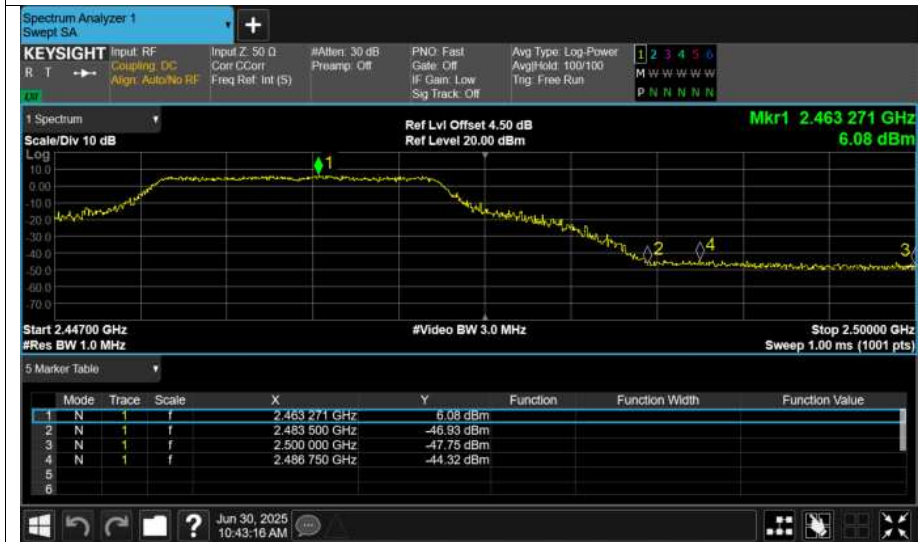 Spectrum Analyzer 1
Swept SA
+
KEYSIGHT Input: RF Input Z: 50 Ω #Atten: 30 dB PNO: Fast Avg Type: Log-Power 1 2 3 4 5 6
R T Coupling: DC Corr CCorr Preamp: Off Gate: Off Avg|Hold: 100/100 M W W W W W
Align: Auto/No RF Freq Ref: Int (S) IF Gain: Low Trig: Free Run P N N N N N
Sig Track: Off
1 Spectrum Ref Lvl Offset 4.50 dB Mkr1 2.463 271 GHz
Scale/Div 10 dB Ref Level 20.00 dBm 6.08 dBm
Log
10.0 1
0.00
-10.0
-20.0
-30.0
-40.0 2 4 3
-50.0
-60.0
-70.0
Start 2.44700 GHz #Video BW 3.0 MHz Stop 2.50000 GHz
#Res BW 1.0 MHz Sweep 1.00 ms (1001 pts)
5 Marker Table
Mode Trace Scale X Y Function Function Width Function Value
1 N 1 f 2.463 271 GHz 6.08 dBm
2 N 1 f 2.483 500 GHz -46.93 dBm
3 N 1 f 2.500 000 GHz -47.75 dBm
4 N 1 f 2.486 750 GHz -44.32 dBm
5
6
? Jun 30, 2025
10:43:16 AM